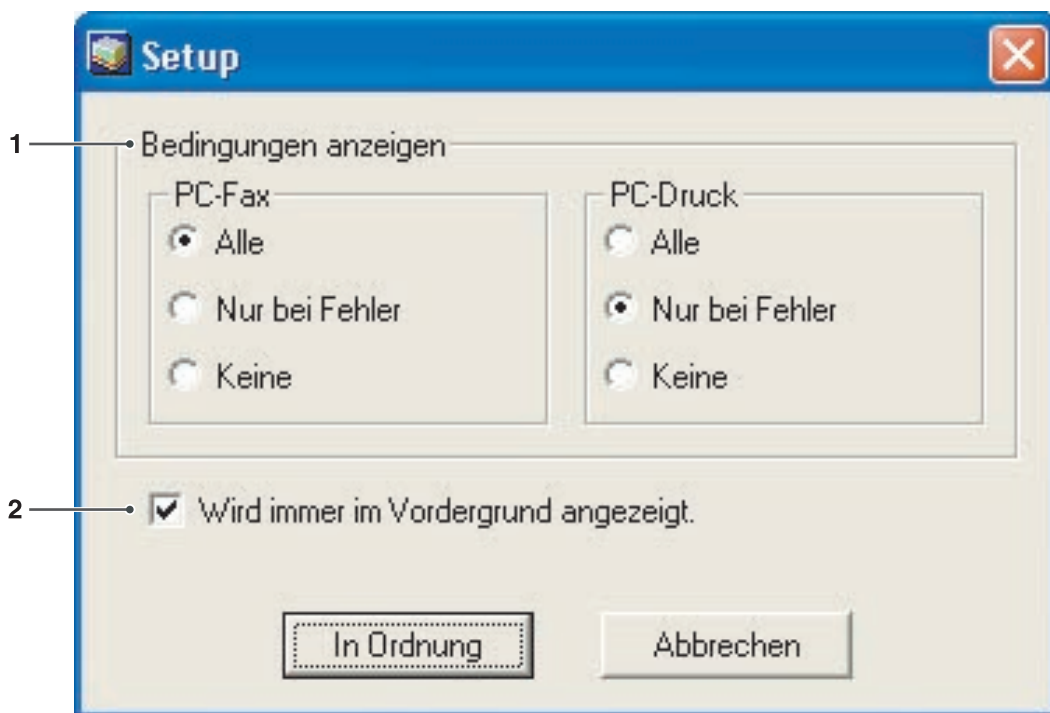 Setup
1
Bedingungen anzeigen
PC-Fax
Alle
Nur bei Fehler
Keine
PC-Druck
Alle
Nur bei Fehler
Keine
2
Wird immer im Vordergrund angezeigt.
In Ordnung
Abbrechen